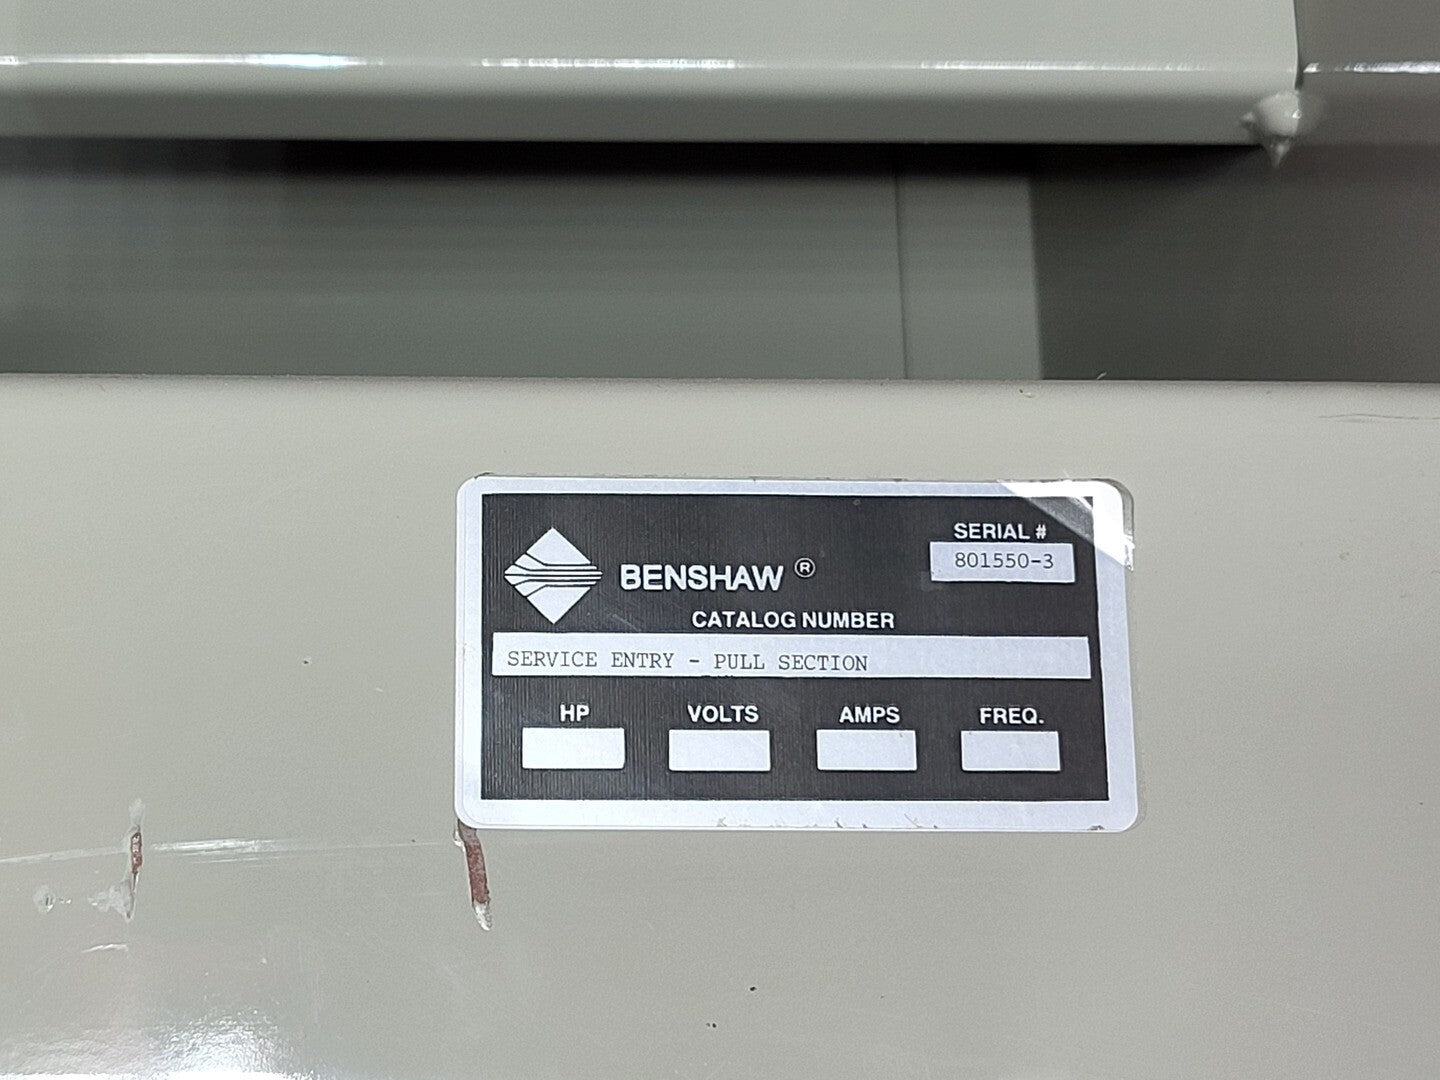 SERIAL #
801550-3
BENSHAW ®
CATALOG NUMBER
SERVICE ENTRY - PULL SECTION
HP VOLTS AMPS FREQ.